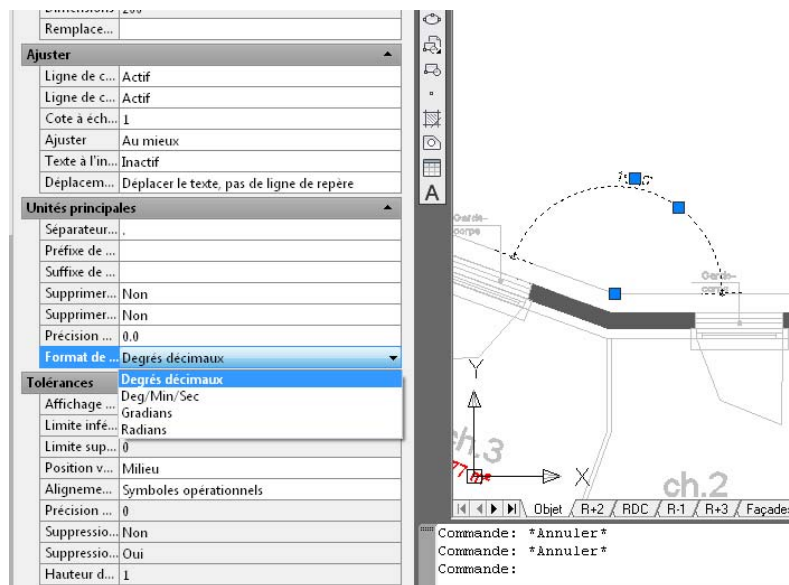 Dimensions 200
Remplace...
Ajuster
Ligne de c... Actif
Ligne de c... Actif
Cote à éch... 1
Ajuster Au mieux
Texte à l'in... Inactif
Déplacem... Déplacer le texte, pas de ligne de repère
Unités principales
Séparateur... ,
Préfixe de ...
Suffixe de ...
Supprimer... Non
Supprimer... Non
Précision ... 0.0
Format de ... Degrés décimaux
Tolérances
Degrés décimaux
Deg/Min/Sec
Gradians
Radians
Affichage ...
Limite infé...
Limite sup... 0
Position v... Milieu
Aligneme... Symboles opérationnels
Précision ... 0
Suppressio... Non
Suppressio... Oui
Hauteur d... 1
A
Garde-
corps
Garde-
corps
Y
X
ch.3
ch.2
Objet / R+2 / RDC / R-1 / R+3 / Façades
Commande: *Annuler*
Commande: *Annuler*
Commande: